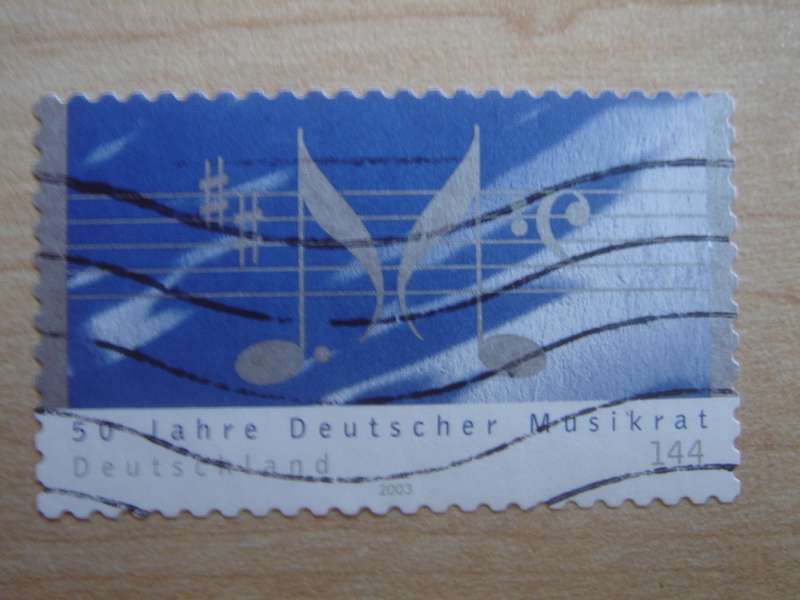 50 Jahre Deutscher Musikrat
Deutschland
144
2003